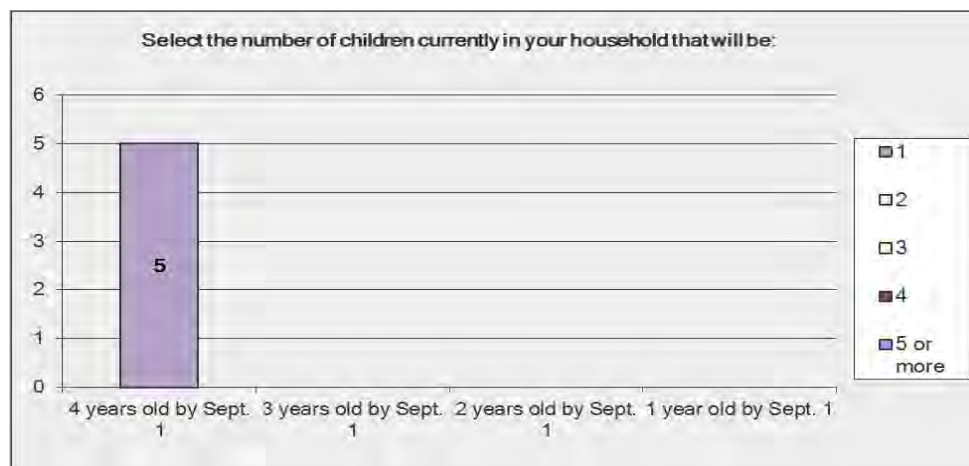 Select the number of children currently in your household that will be:
6
5
4
3
2
1
0
5
4 years old by Sept. 1
3 years old by Sept. 1
2 years old by Sept. 1
1 year old by Sept. 1
1
2
3
4
5 or
more